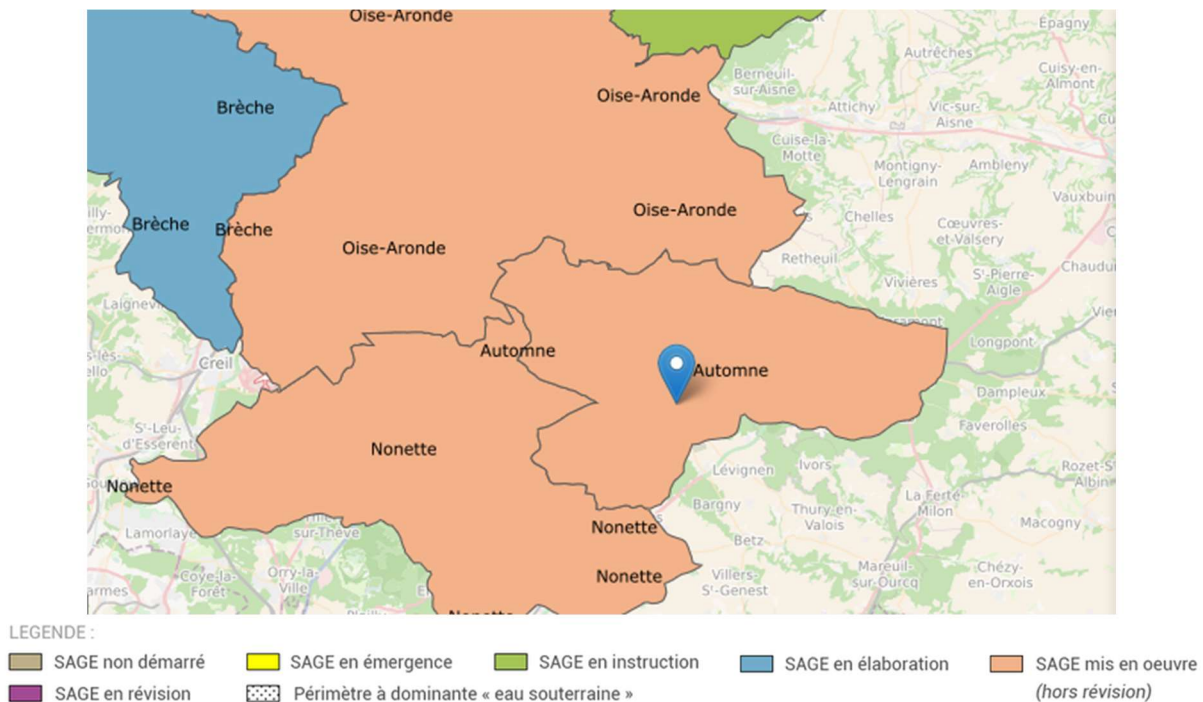 Oise-Aronde
Épagny
Autrêches
Cuisy-en-
Almont
Berneuil-
sur-Aisne
Oise-Aronde
Brèche
Attichy
Vic-sur-
Aisne
Cuise-la-
Motte
Montigny-
Lengrain
Ambleny
Vauxbuin
Oise-Aronde
Chelles
Brèche
Brèche
Cœuvres-
et-Valsery
Oise-Aronde
Retheuil
St-Pierre-
Aigle
Chaudu
Vivières
Laignevil
Longpont
Automne
Creil
Automne
Dampleux
Faverolles
St-Leu-
d'Esserent
Nonette
Lévignen
Ivors
Rozet-St-
Albin
Nonette
Bargny
Thury-en-
Valois
La Ferté-
Milon
Macogny
Nonette
Lamorlaye
sur-Thève
Betz
Nonette
Coye-la-
Forêt
Orry-la-
Ville
Villers-
St-Genest
Mareuil-
sur-Ourcq
Chézy-
en-Orxois
Nonette
LEGENDE :
SAGE non démarré
SAGE en émergence
SAGE en instruction
SAGE en élaboration
SAGE mis en oeuvre
(hors révision)
SAGE en révision
Périmètre à dominante « eau souterraine »